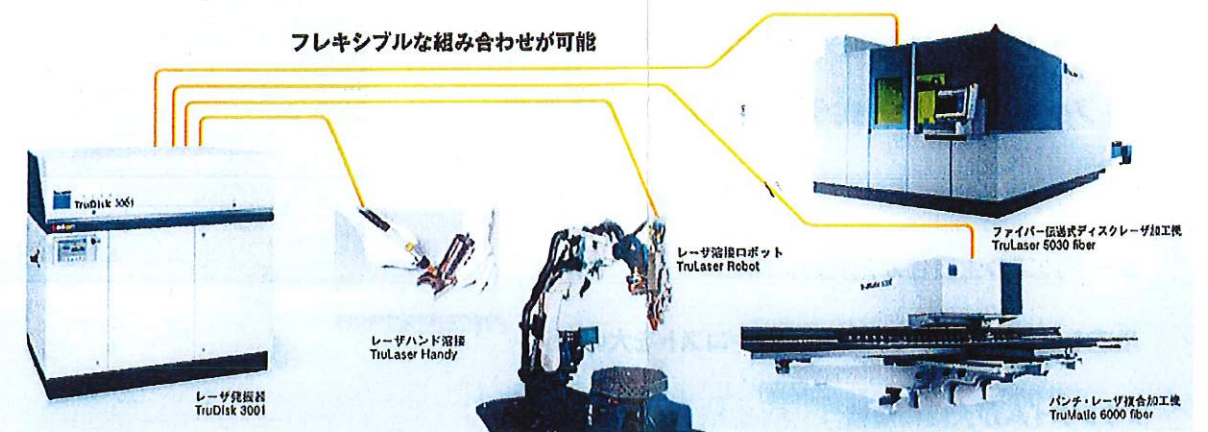 フレキシブルな組み合わせが可能
TruDisk 3001
ファイバー伝送式ディスクレーザ加工機
TruLaser 5030 fiber
レーザ溶接ロボット
TruLaser Robot
レーザハンド溶接
TruLaser Handy
レーザ発振器
TruDisk 3001
パンチ・レーザ複合加工機
TruMatic 6000 fiber